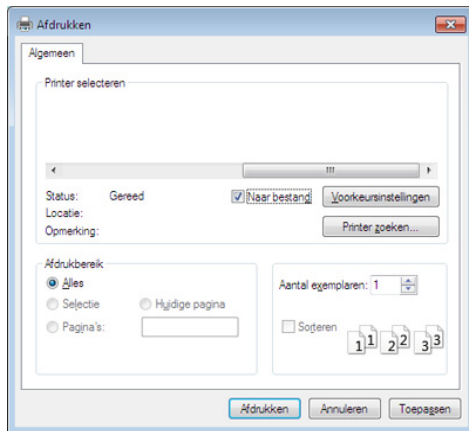 Afdrukken
Algemeen
Printer selecteren
Status: Gereed
Naar bestand
Voorkeursinstellingen
Locatie:
Opmerking:
Printer zoeken...
Afdrukbereik
Alles
Selectie
Huidige pagina
Pagina's:
Aantal exemplaren: 1
Sorteren
1 1 2 2 3 3
Afdrukken
Annuleren
Toepassen